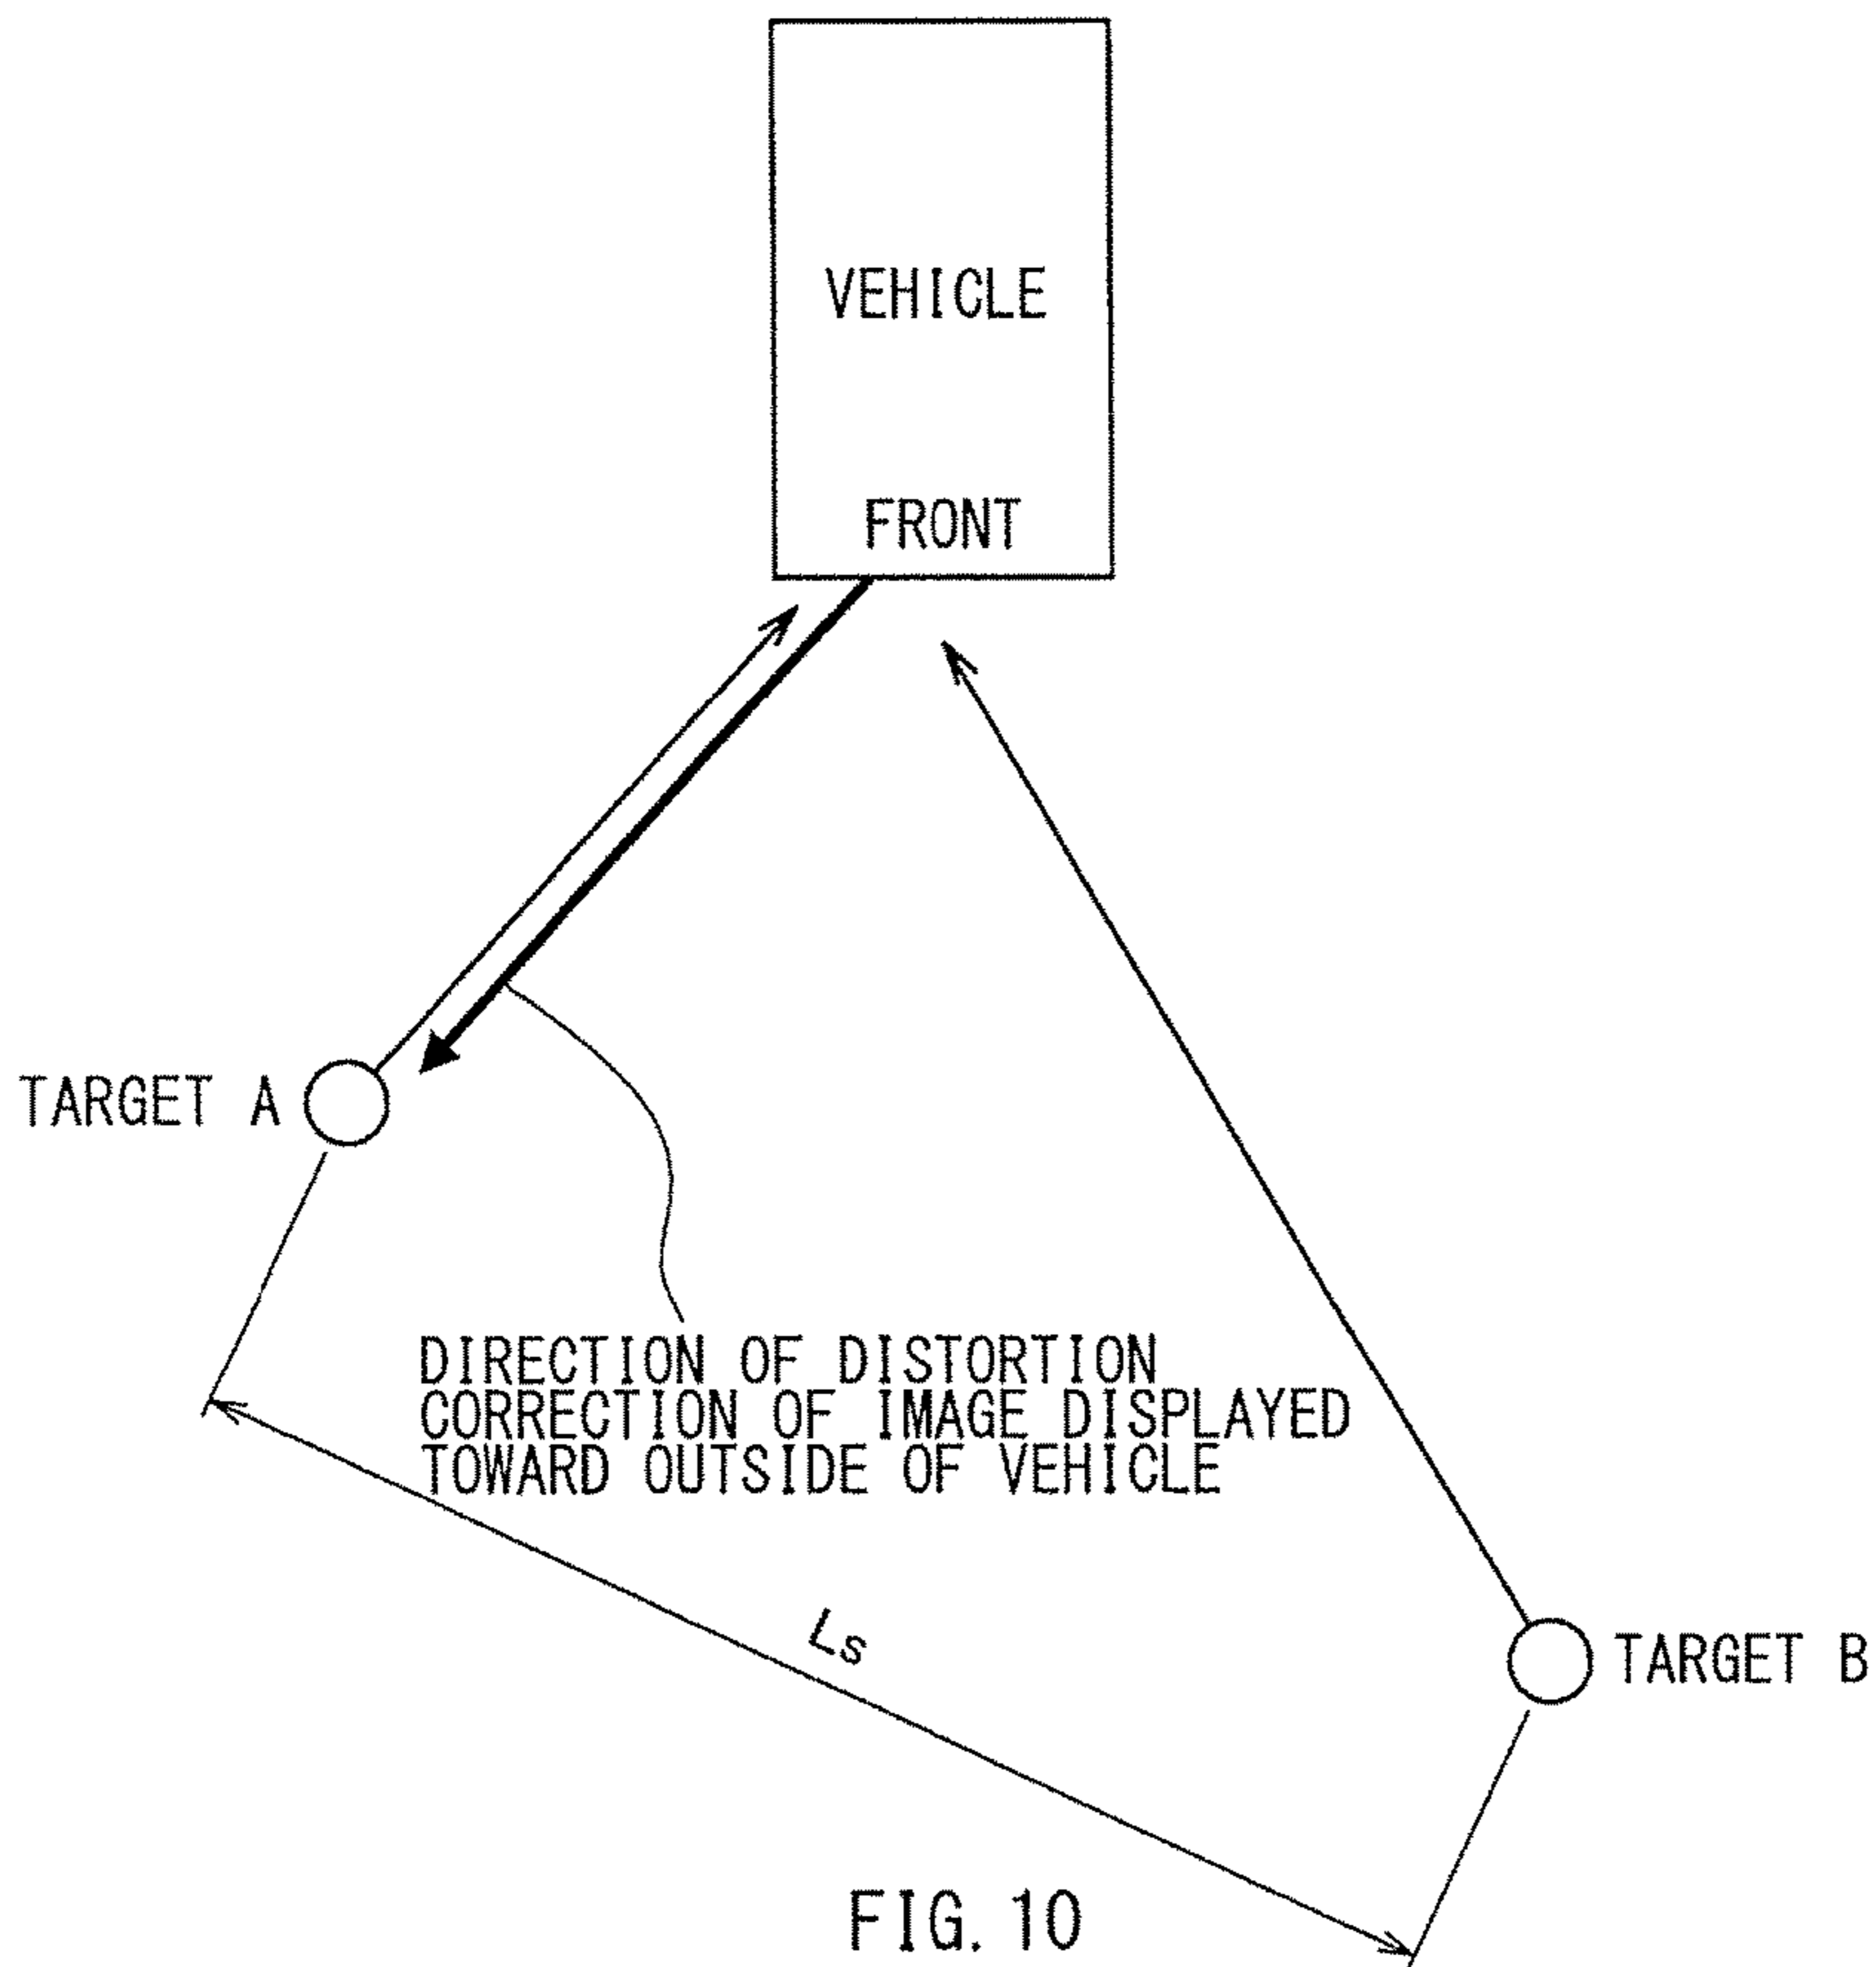 VEHICLE
FRONT
TARGET A
DIRECTION OF DISTORTION
CORRECTION OF IMAGE DISPLAYED
TOWARD OUTSIDE OF VEHICLE
Ls
TARGET B
FIG. 10